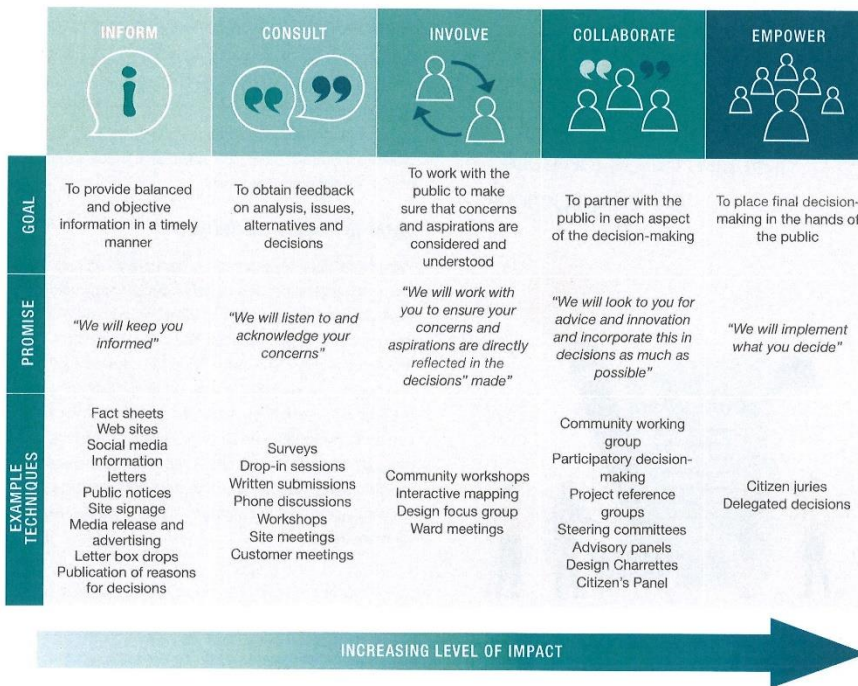 INFORM
CONSULT
INVOLVE
COLLABORATE
EMPOWER
i
GOAL
To provide balanced
and objective
information in a timely
manner
To obtain feedback
on analysis, issues,
alternatives and
decisions
To work with the
public to make
sure that concerns
and aspirations are
considered and
understood
To partner with the
public in each aspect
of the decision-making
To place final decision-
making in the hands of
the public
PROMISE
“We will keep you
informed”
“We will listen to and
acknowledge your
concerns”
“We will work with
you to ensure your
concerns and
aspirations are directly
reflected in the
decisions” made”
“We will look to you for
advice and innovation
and incorporate this in
decisions as much as
possible”
“We will implement
what you decide”
EXAMPLE
TECHNIQUES
Fact sheets
Web sites
Social media
Information
letters
Public notices
Site signage
Media release and
advertising
Letter box drops
Publication of reasons
for decisions
Surveys
Drop-in sessions
Written submissions
Phone discussions
Workshops
Site meetings
Customer meetings
Community workshops
Interactive mapping
Design focus group
Ward meetings
Community working
group
Participatory decision-
making
Project reference
groups
Steering committees
Advisory panels
Design Charrettes
Citizen’s Panel
Citizen juries
Delegated decisions
INCREASING LEVEL OF IMPACT